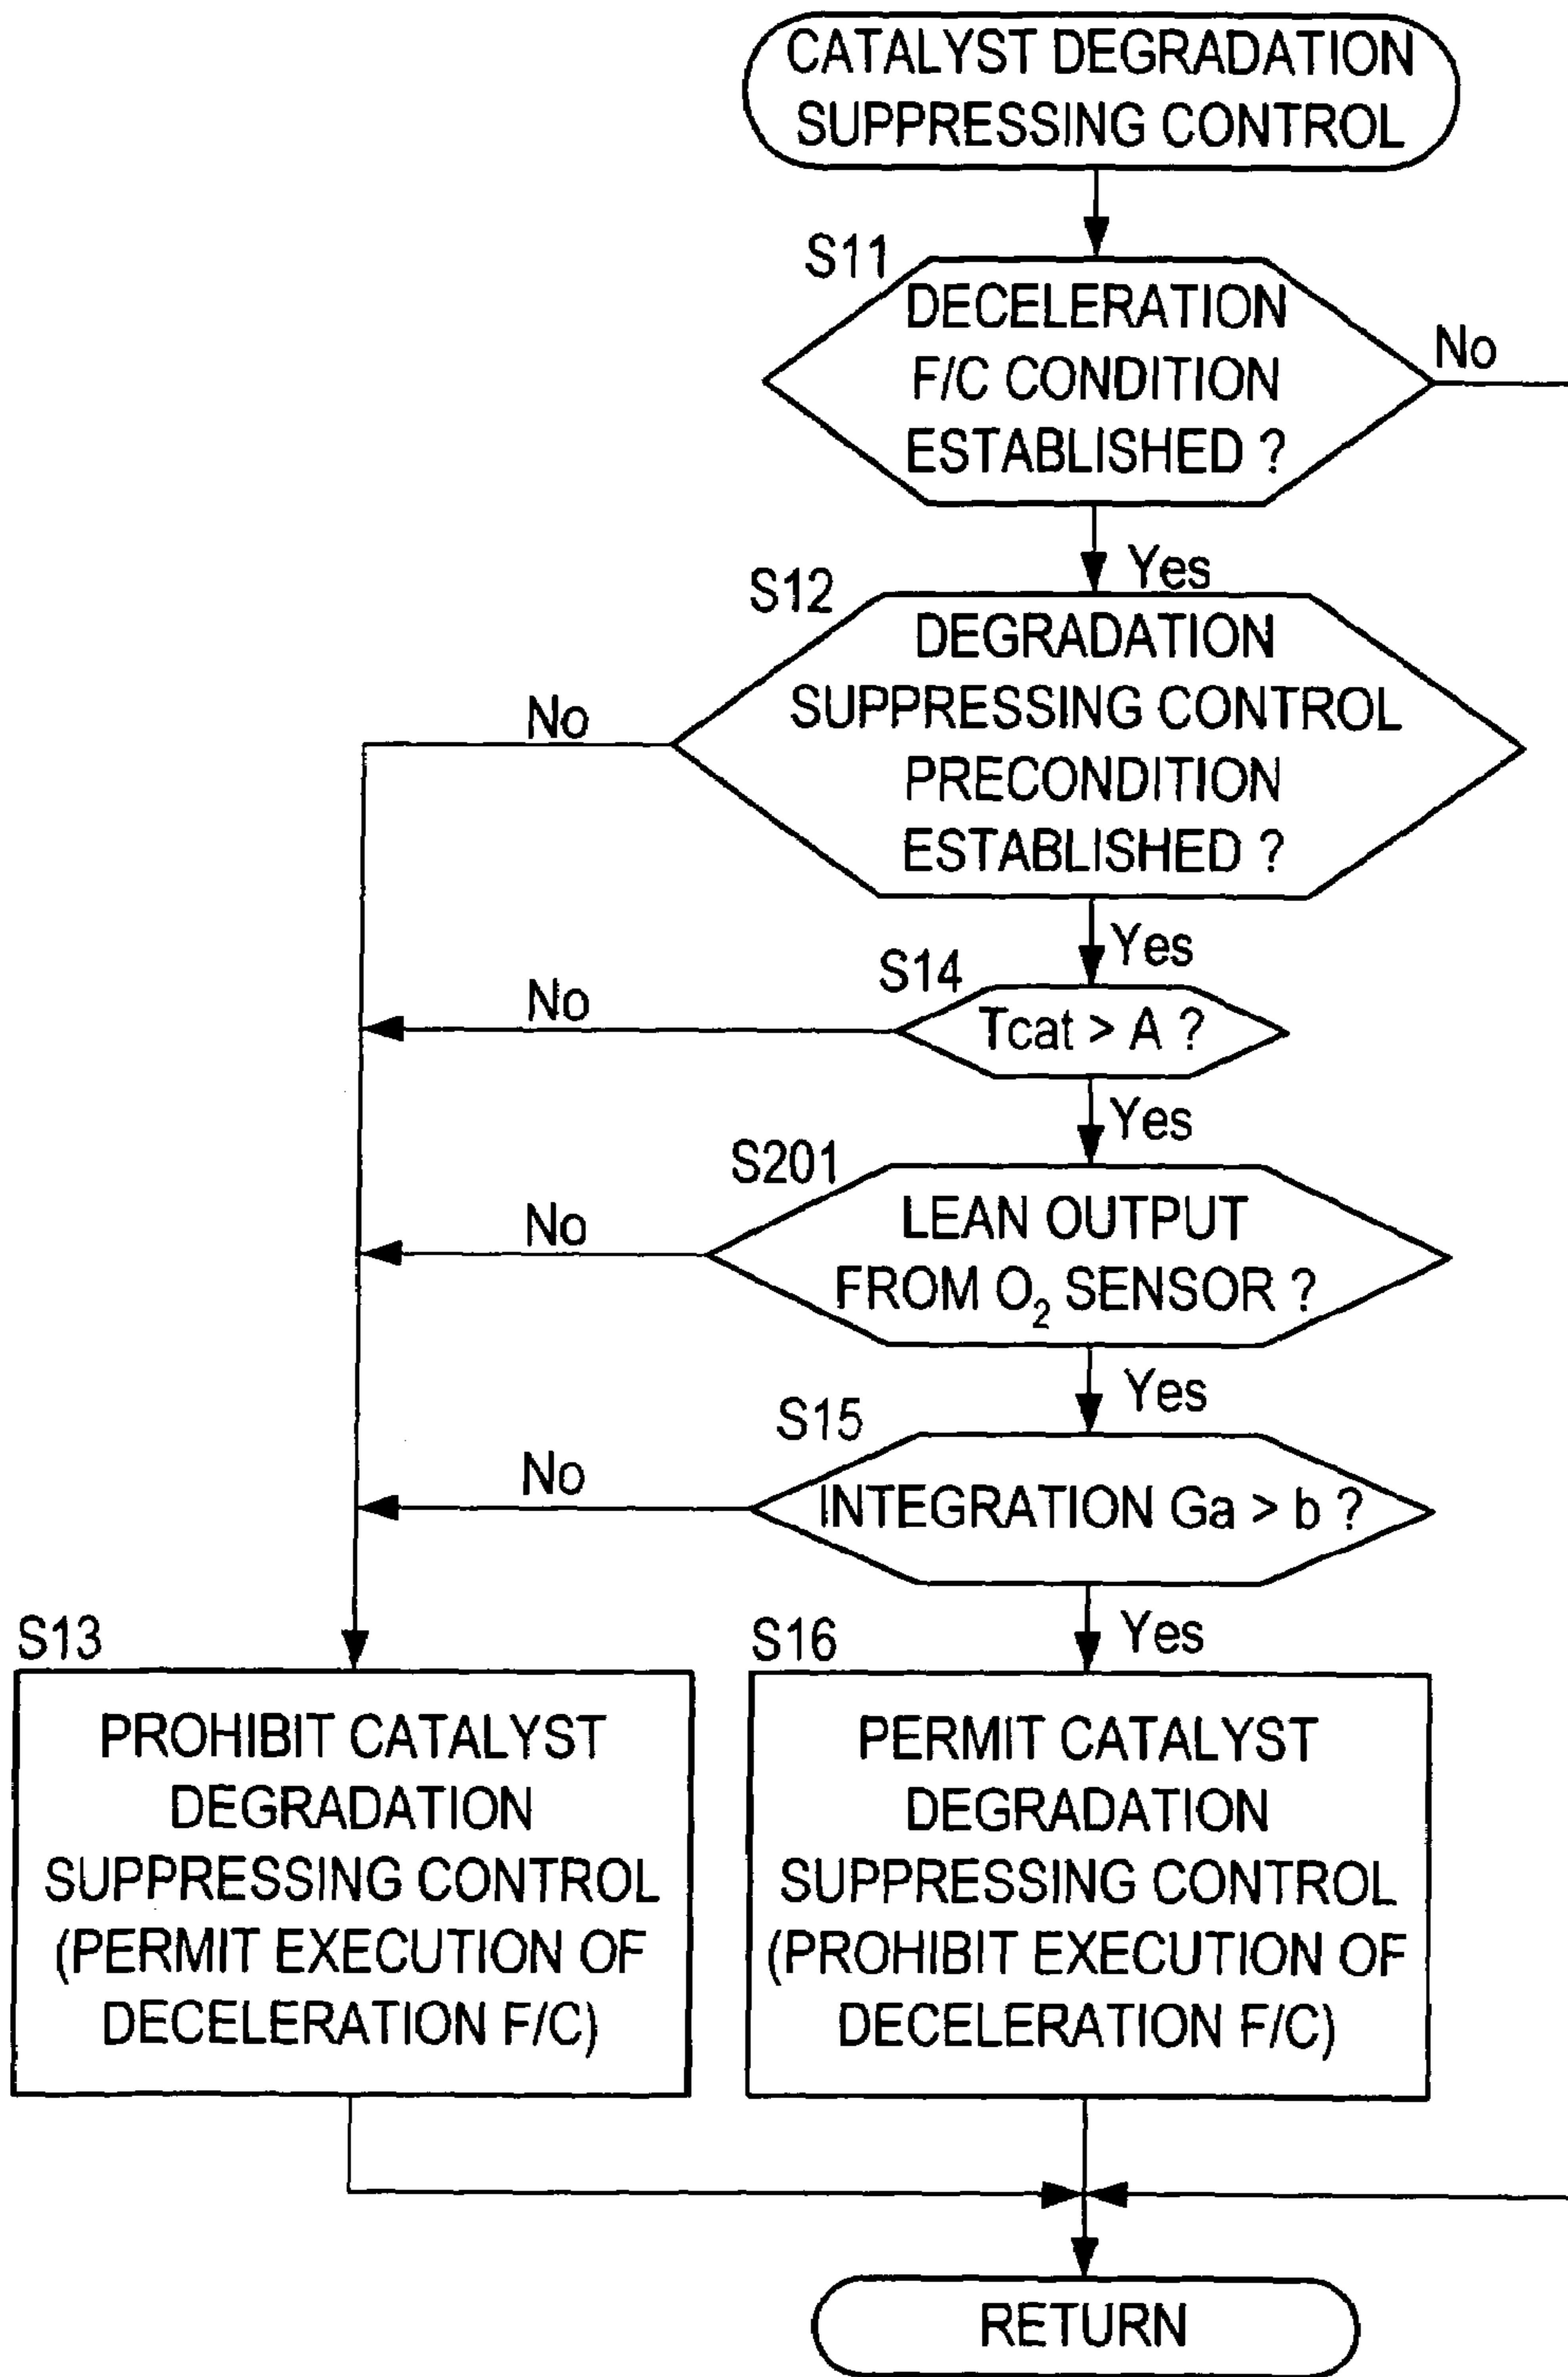 CATALYST DEGRADATION
SUPPRESSING CONTROL
S11
DECELERATION
F/C CONDITION
ESTABLISHED ?
No
Yes
S12
DEGRADATION
SUPPRESSING CONTROL
PRECONDITION
ESTABLISHED ?
No
Yes
S14
Tcat > A ?
No
Yes
S201
LEAN OUTPUT
FROM O₂ SENSOR ?
No
Yes
S15
INTEGRATION Ga > b ?
No
Yes
S13
PROHIBIT CATALYST
DEGRADATION
SUPPRESSING CONTROL
(PERMIT EXECUTION OF
DECELERATION F/C)
S16
PERMIT CATALYST
DEGRADATION
SUPPRESSING CONTROL
(PROHIBIT EXECUTION OF
DECELERATION F/C)
RETURN